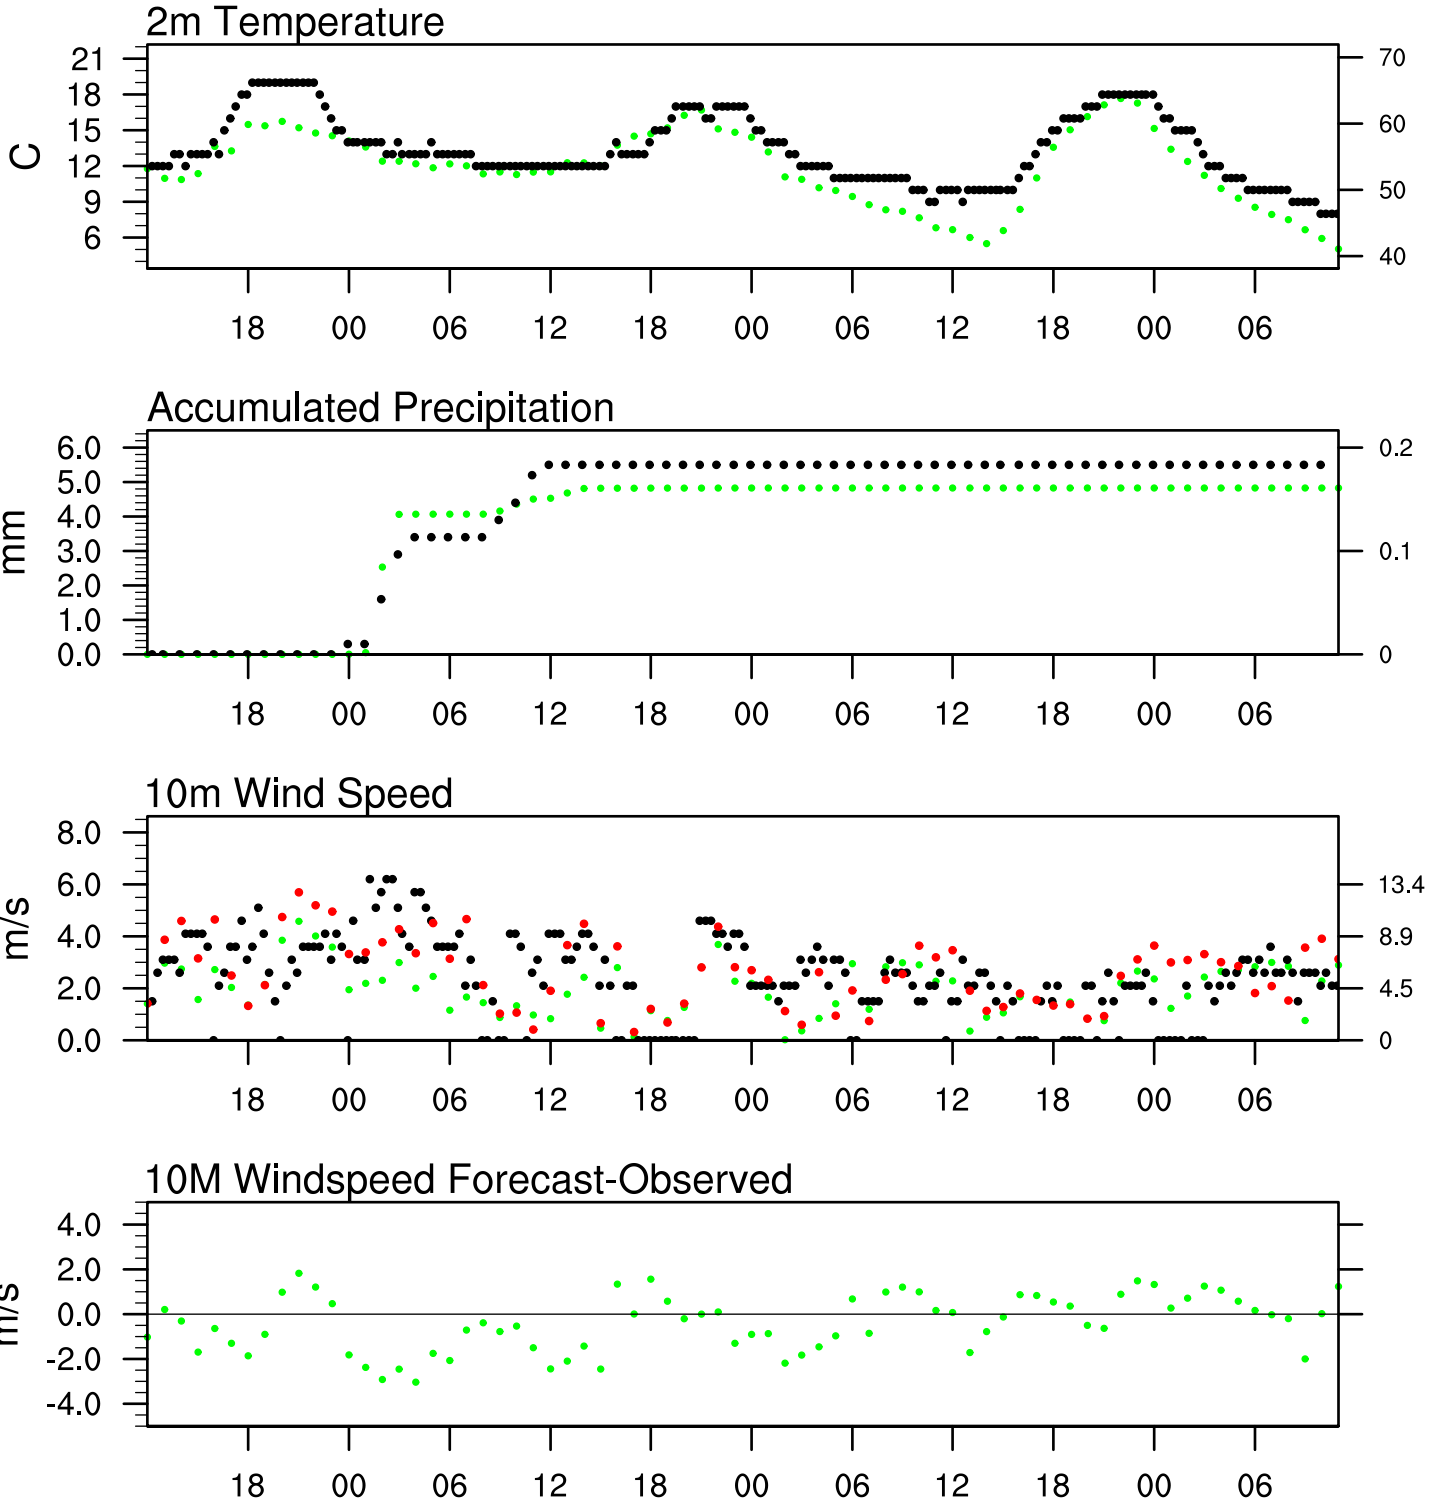 2m Temperature
21 70
18
15 60
C
12
9 50
6
40
18 00 06 12 18 00 06 12 18 00 06
Accumulated Precipitation
6.0 0.2
5.0
4.0
mm
3.0 0.1
2.0
1.0
0.0 0
18 00 06 12 18 00 06 12 18 00 06
10m Wind Speed
8.0
6.0 13.4
m/s
4.0 8.9
2.0 4.5
0.0 0
18 00 06 12 18 00 06 12 18 00 06
10M Windspeed Forecast-Observed
4.0
2.0
m/s
0.0
-2.0
-4.0
18 00 06 12 18 00 06 12 18 00 06